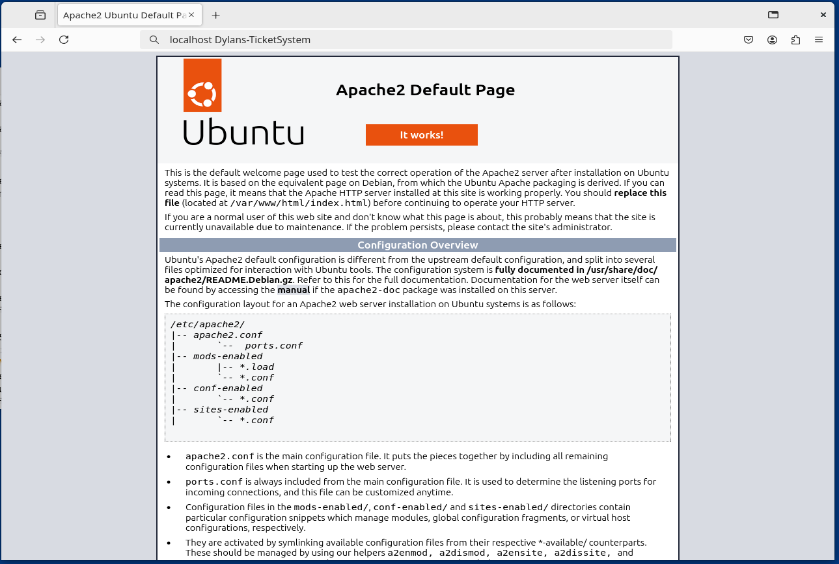 Apache2 Ubuntu Default Pa
localhost Dylans-TicketSystem
Ubuntu
Apache2 Default Page
It works!
This is the default welcome page used to test the correct operation of the Apache2 server after installation on Ubuntu
systems. It is based on the equivalent page on Debian, from which the Ubuntu Apache packaging is derived. If you can
read this page, it means that the Apache HTTP server installed at this site is working properly. You should replace this
file (located at /var/www/html/index.html) before continuing to operate your HTTP server.
If you are a normal user of this web site and don't know what this page is about, this probably means that the site is
currently unavailable due to maintenance. If the problem persists, please contact the site's administrator.
Configuration Overview
Ubuntu's Apache2 default configuration is different from the upstream default configuration, and split into several
files optimized for interaction with Ubuntu tools. The configuration system is fully documented in /usr/share/doc/
apache2/README.Debian.gz. Refer to this for the full documentation. Documentation for the web server itself can
be found by accessing the manual if the apache2-doc package was installed on this server.
The configuration layout for an Apache2 web server installation on Ubuntu systems is as follows:
/etc/apache2/
|-- apache2.conf
|       `--  ports.conf
|-- mods-enabled
|       |-- *.load
|       `-- *.conf
|-- conf-enabled
|       `-- *.conf
|-- sites-enabled
|       `-- *.conf
• apache2.conf is the main configuration file. It puts the pieces together by including all remaining
configuration files when starting up the web server.
• ports.conf is always included from the main configuration file. It is used to determine the listening ports for
incoming connections, and this file can be customized anytime.
• Configuration files in the mods-enabled/, conf-enabled/ and sites-enabled/ directories contain
particular configuration snippets which manage modules, global configuration fragments, or virtual host
configurations, respectively.
• They are activated by symlinking available configuration files from their respective *-available/ counterparts.
These should be managed by using our helpers a2enmod, a2dismod, a2ensite, a2dissite, and